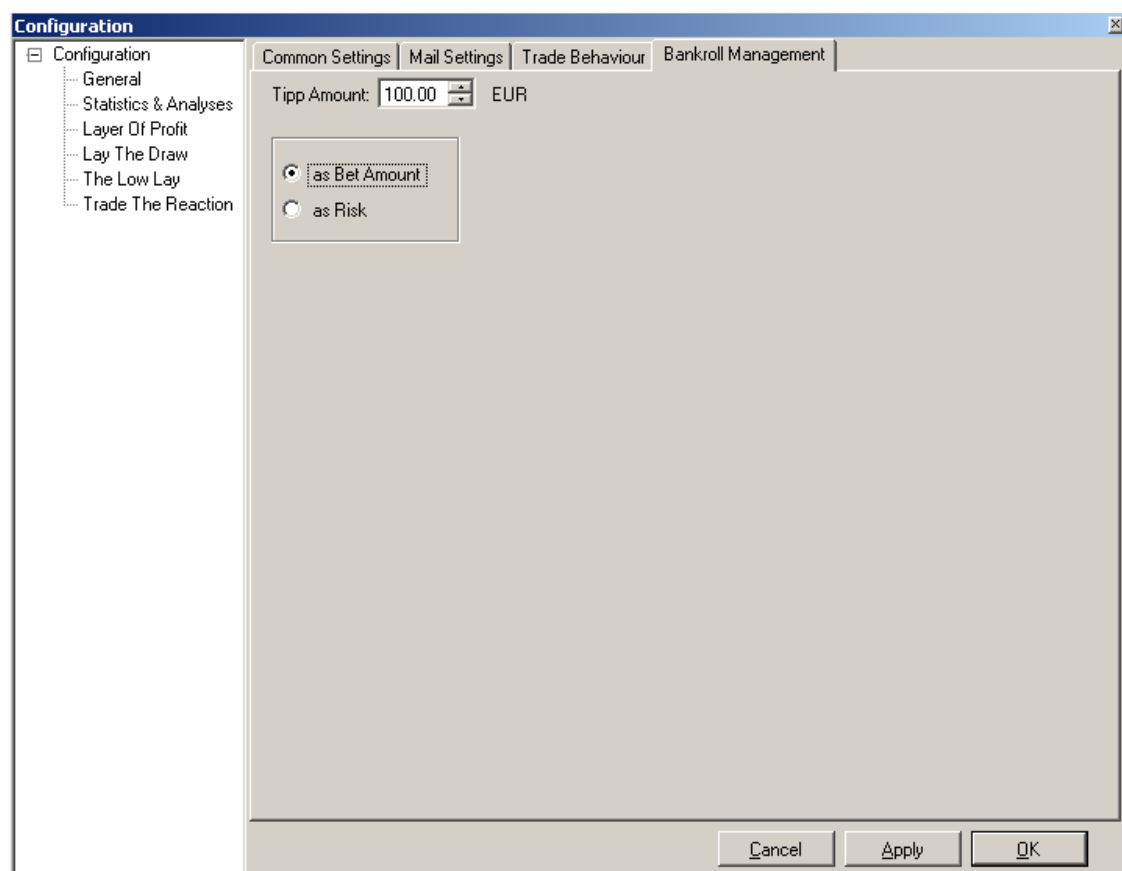 Configuration
Configuration
General
Statistics & Analyses
Layer Of Profit
Lay The Draw
The Low Lay
Trade The Reaction
Common Settings
Mail Settings
Trade Behaviour
Bankroll Management
Tipp Amount: 100.00 EUR
as Bet Amount
as Risk
Cancel
Apply
OK